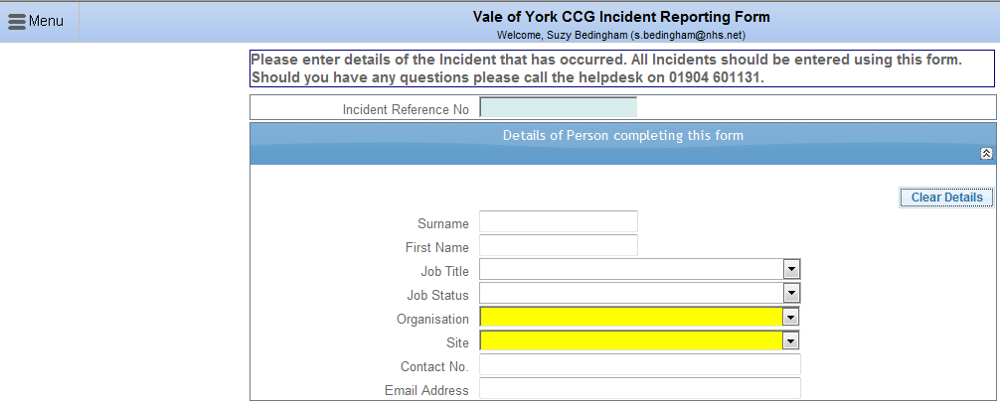 Menu
Vale of York CCG Incident Reporting Form
Welcome, Suzy Bedingham (s.bedingham@nhs.net)
Please enter details of the Incident that has occurred. All Incidents should be entered using this form.
Should you have any questions please call the helpdesk on 01904 601131.
Incident Reference No
Details of Person completing this form
Clear Details
Surname
First Name
Job Title
Job Status
Organisation
Site
Contact No.
Email Address